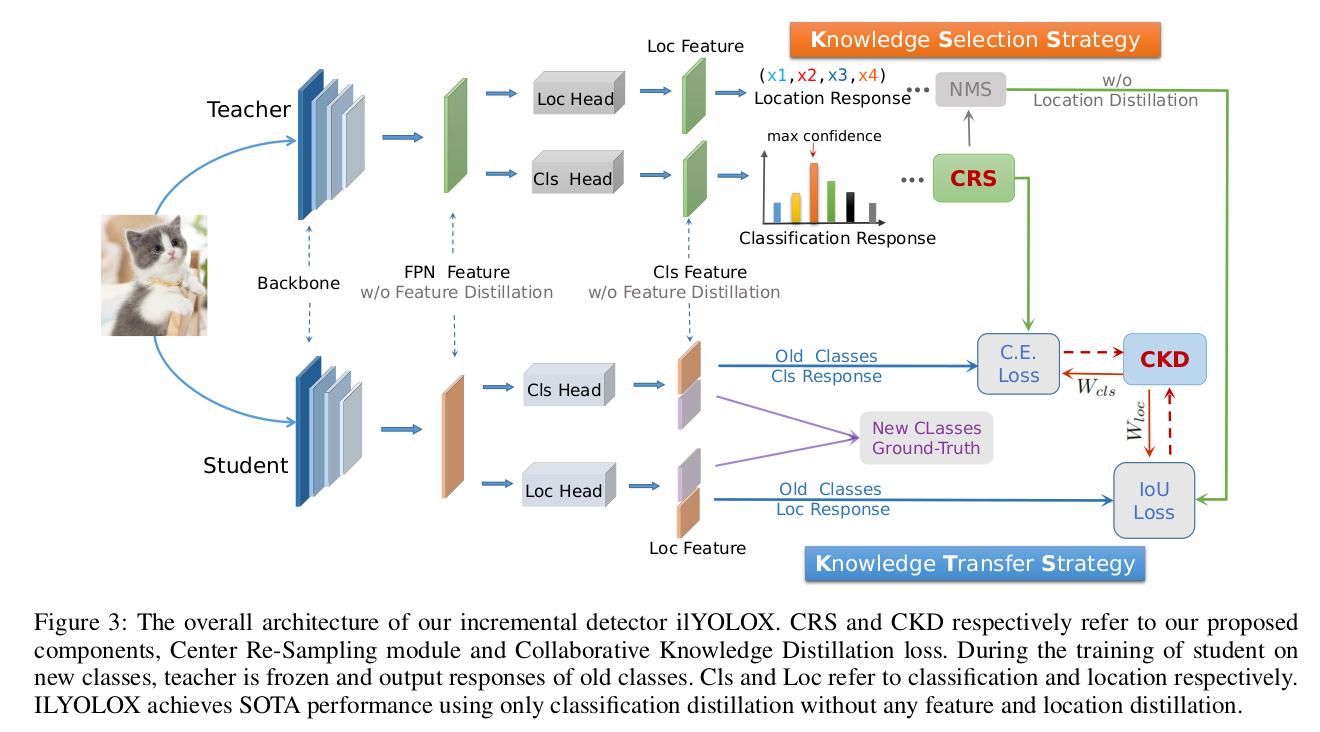 Knowledge Selection Strategy
Loc Feature
Teacher
Loc Head
(x1,x2,x3,x4)
Location Response
•••
NMS
w/o
Location Distillation
max confidence
Cls Head
•••
CRS
Classification Response
Backbone
FPN Feature
w/o Feature Distillation
Cls Feature
w/o Feature Distillation
Student
Cls Head
Old Classes
Cls Response
C.E.
Loss
CKD
Wcls
Wloc
New CLasses
Ground-Truth
Loc Head
Old Classes
Loc Response
IoU
Loss
Loc Feature
Knowledge Transfer Strategy
Figure 3: The overall architecture of our incremental detector ilYOLOX. CRS and CKD respectively refer to our proposed
components, Center Re-Sampling module and Collaborative Knowledge Distillation loss. During the training of student on
new classes, teacher is frozen and output responses of old classes. Cls and Loc refer to classification and location respectively.
ILYOLOX achieves SOTA performance using only classification distillation without any feature and location distillation.